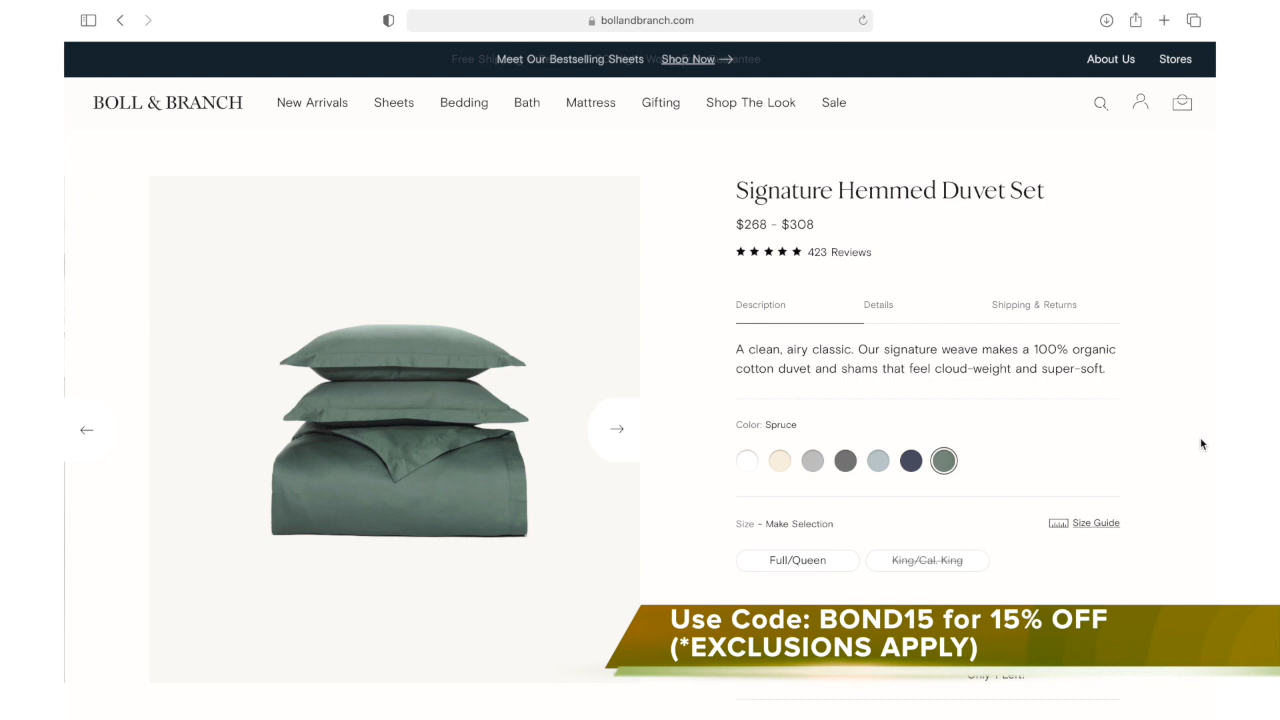 bollandbranch.com
Meet Our Bestselling Sheets Shop Now
About Us Stores
BOLL & BRANCH New Arrivals Sheets Bedding Bath Mattress Gifting Shop The Look Sale
Signature Hemmed Duvet Set
$268 - $308
423 Reviews
Description Details Shipping & Returns
A clean, airy classic. Our signature weave makes a 100% organic
cotton duvet and shams that feel cloud-weight and super-soft.
Color: Spruce
Size - Make Selection Size Guide
Full/Queen King/Cal. King
Use Code: BOND15 for 15% OFF
(*EXCLUSIONS APPLY)
Only 1 Left!